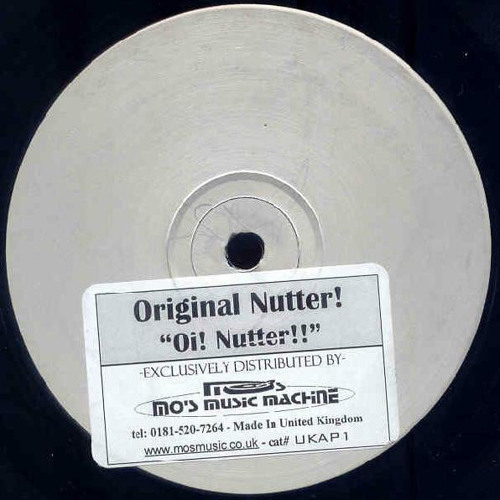 Original Nutter!
“Oi! Nutter!!”
-EXCLUSIVELY DISTRIBUTED BY-
Mo's
MO'S MUSIC MACHINE
tel: 0181-520-7264 - Made In United Kingdom
www.mosmusic.co.uk - cat# UKAP1